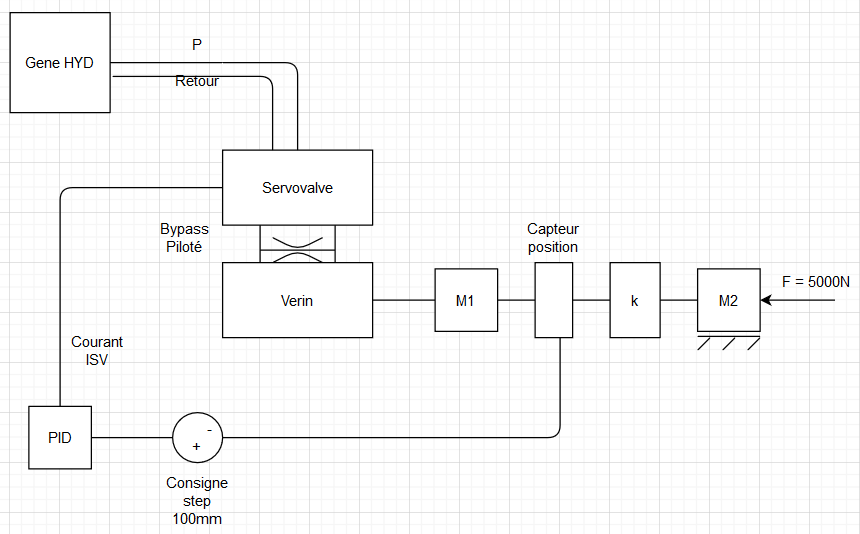 P
Gene HYD
Retour
Servovalve
Bypass
Piloté
Capteur
position
F = 5000N
Verin
M1
k
M2
Courant
ISV
PID
-
+
Consigne
step
100mm